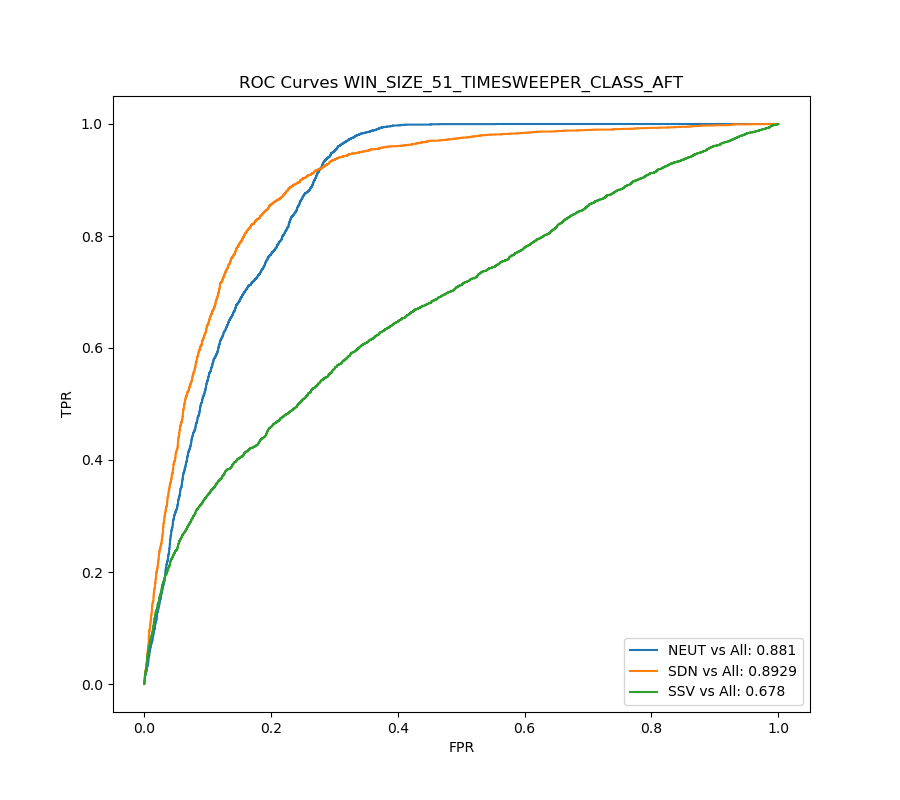 ROC Curves WIN_SIZE_51_TIMESWEEPER_CLASS_AFT
1.0
0.8
0.6
0.4
0.2
0.0
TPR
0.0 0.2 0.4 0.6 0.8 1.0
FPR
NEUT vs All: 0.881
SDN vs All: 0.8929
SSV vs All: 0.678